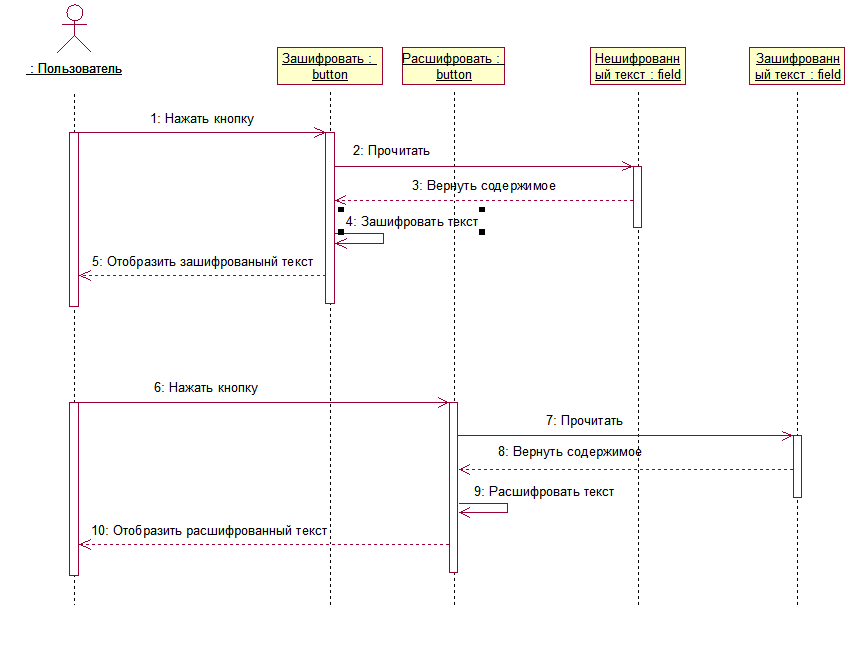 : Пользователь
Зашифровать :
button
Расшифровать :
button
Нешифрованн
ый текст : field
Зашифрованн
ый текст : field
1: Нажать кнопку
2: Прочитать
3: Вернуть содержимое
4: Зашифровать текст
5: Отобразить зашифрованынй текст
6: Нажать кнопку
7: Прочитать
8: Вернуть содержимое
9: Расшифровать текст
10: Отобразить расшифрованный текст